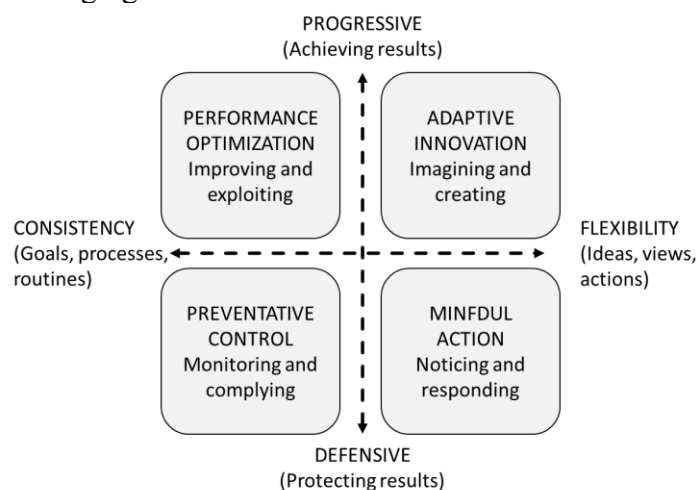 PROGRESSIVE
(Achieving results)
PERFORMANCE
OPTIMIZATION
Improving and
exploiting
ADAPTIVE
INNOVATION
Imagining and
creating
CONSISTENCY
(Goals, processes,
routines)
FLEXIBILITY
(Ideas, views,
actions)
PREVENTATIVE
CONTROL
Monitoring and
complying
MINFDUL
ACTION
Noticing and
responding
DEFENSIVE
(Protecting results)